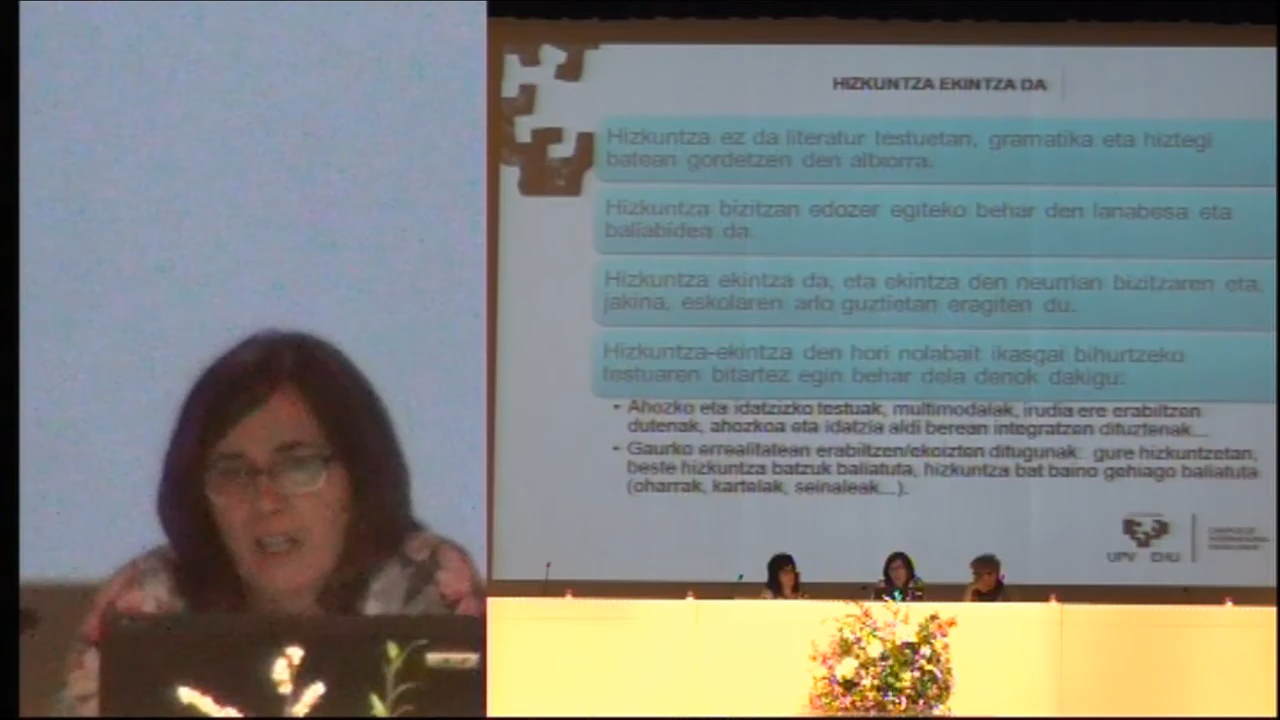 HIZKUNTZA EKINTZA DA
Hizkuntza ez da literatur testuetan, gramatika eta hiztegi
batean gordetzen den altxorra.
Hizkuntza bizitzan edozer egiteko behar den lanabesa eta
baliabidea da.
Hizkuntza ekintza da, eta ekintza den neurrian bizitzaren eta,
jakina, eskolaren arlo guztietan eragiten du.
Hizkuntza-ekintza den hori nolabait ikasgai bihurtzeko
testuaren bitartez egin behar dela denok dakigu:
- Ahozko eta idatzizko testuak, multimodalak, irudia ere erabiltzen
dutenak, ahozkoa eta idatzia aldi berean integratzen dituztenak...
- Gaurko errealitatean erabiltzen/ekoizten ditugunak: gure hizkuntzetan,
beste hizkuntza batzuk baliatuta, hizkuntza bat baino gehiago baliatuta
(oharrak, kartelak, seinaleak...).
UPV EHU